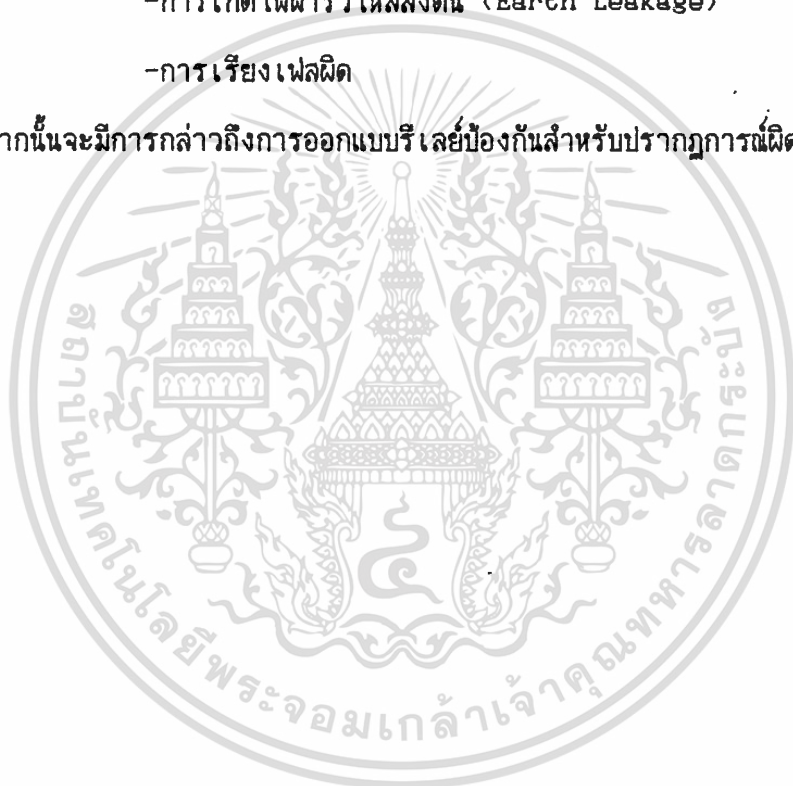 -การเกิดไฟฟ้ารั่วไหลลงดิน (Earth Leakage)
-การเรียงเฟสผิด
ากนั้นจะมีการกล่าวถึงการออกแบบรีเลย์ป้องกันสำหรับปรากฏการณ์ผิด
สถาบันเทคโนโลยีพระจอมเกล้าเจ้าคุณทหารลาดกระบัง